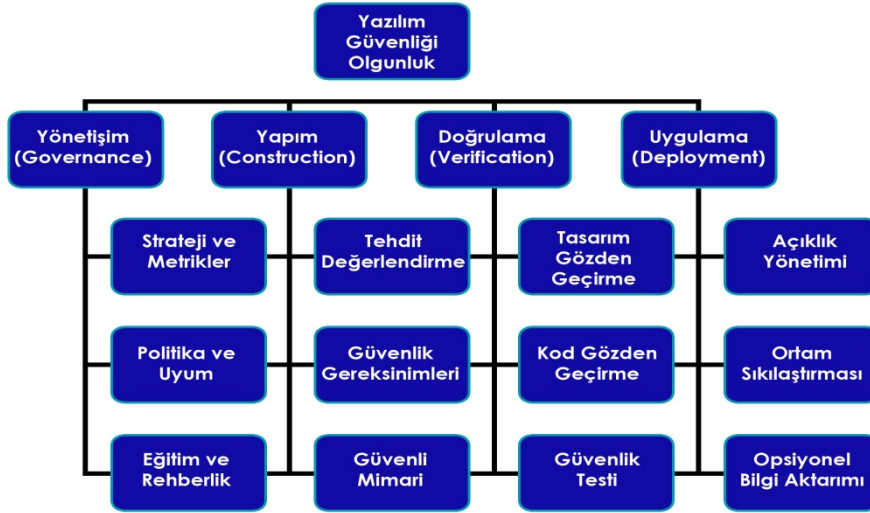 Yazılım
Güvenliği
Olgunluk
Yönetişim
(Governance)
Yapım
(Construction)
Doğrulama
(Verification)
Uygulama
(Deployment)
Strateji ve
Metrikler
Tehdit
Değerlendirme
Tasarım
Gözden
Geçirme
Açıklık
Yönetimi
Politika ve
Uyum
Güvenlik
Gereksinimleri
Kod Gözden
Geçirme
Ortam
Sıkılaştırması
Eğitim ve
Rehberlik
Güvenli
Mimari
Güvenlik
Testi
Opsiyonel
Bilgi Aktarımı